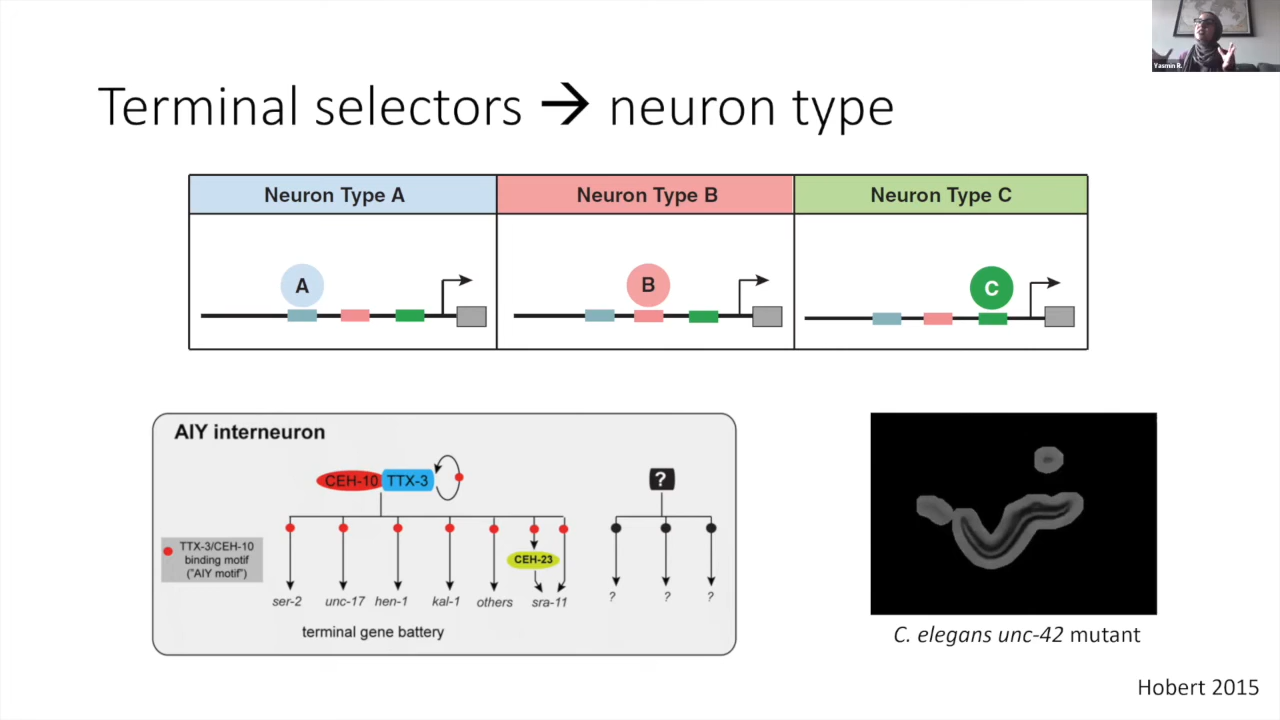 Yasmin R.
Terminal selectors → neuron type
Neuron Type A
Neuron Type B
Neuron Type C
A
B
C
AIY interneuron
CEH-10 TTX-3
?
TTX-3/CEH-10
binding motif
("AIY motif")
CEH-23
ser-2 unc-17 hen-1 kal-1 others sra-11 ? ? ?
terminal gene battery
C. elegans unc-42 mutant
Hobert 2015